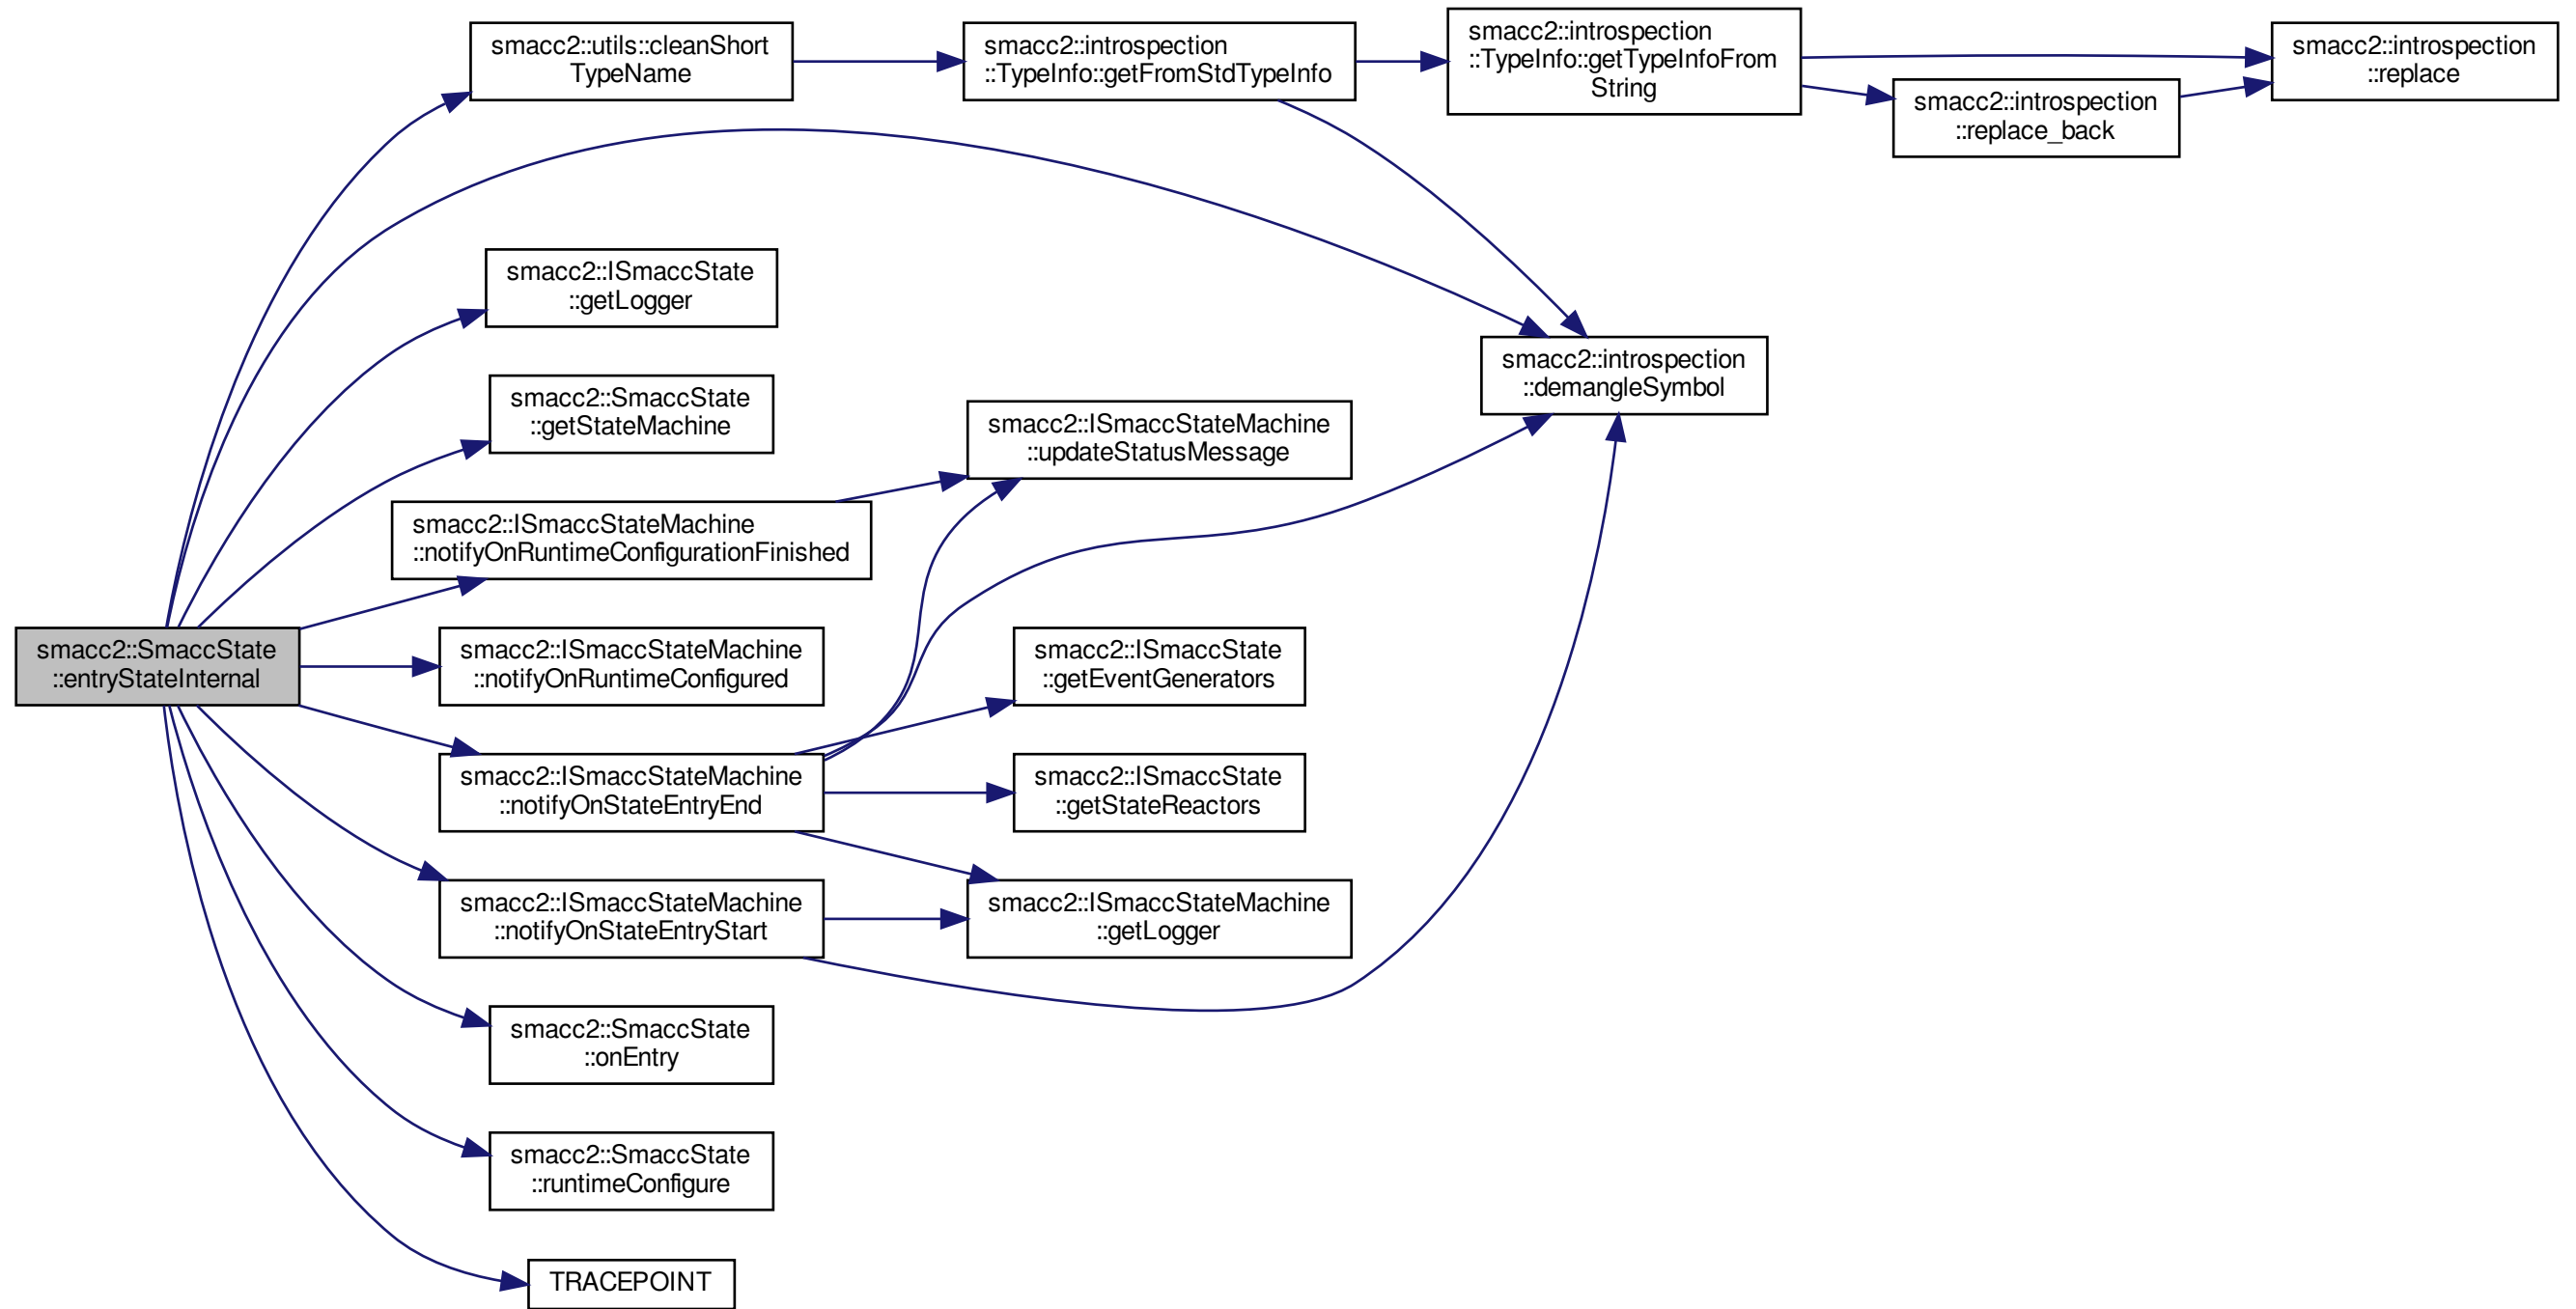 smacc2::utils::cleanShort
TypeName
smacc2::introspection
::TypeInfo::getFromStdTypeInfo
smacc2::introspection
::TypeInfo::getTypeInfoFrom
String
smacc2::introspection
::replace
smacc2::introspection
::replace_back
smacc2::ISmaccState
::getLogger
smacc2::introspection
::demangleSymbol
smacc2::SmaccState
::getStateMachine
smacc2::ISmaccStateMachine
::updateStatusMessage
smacc2::ISmaccStateMachine
::notifyOnRuntimeConfigurationFinished
smacc2::SmaccState
::entryStateInternal
smacc2::ISmaccStateMachine
::notifyOnRuntimeConfigured
smacc2::ISmaccState
::getEventGenerators
smacc2::ISmaccStateMachine
::notifyOnStateEntryEnd
smacc2::ISmaccState
::getStateReactors
smacc2::ISmaccStateMachine
::notifyOnStateEntryStart
smacc2::ISmaccStateMachine
::getLogger
smacc2::SmaccState
::onEntry
smacc2::SmaccState
::runtimeConfigure
TRACEPOINT